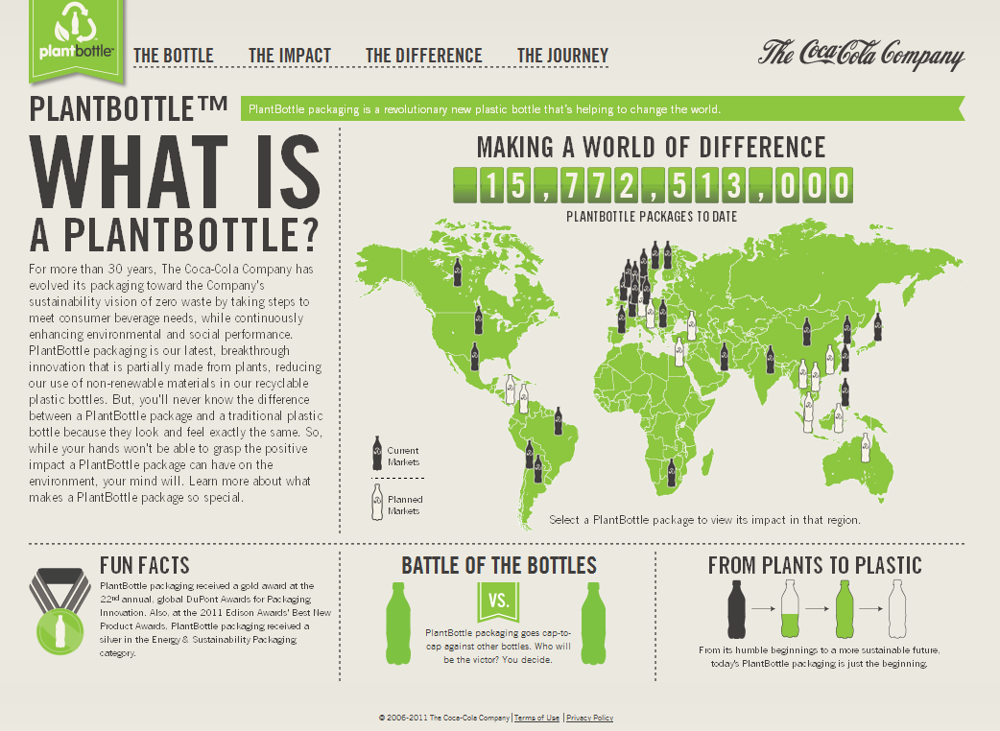 plantbottle™
THE BOTTLE THE IMPACT THE DIFFERENCE THE JOURNEY
The Coca-Cola Company
PLANTBOTTLE™
PlantBottle packaging is a revolutionary new plastic bottle that's helping to change the world.
WHAT IS
A PLANTBOTTLE?
For more than 30 years, The Coca-Cola Company has
evolved its packaging toward the Company's
sustainability vision of zero waste by taking steps to
meet consumer beverage needs, while continuously
enhancing environmental and social performance.
PlantBottle packaging is our latest, breakthrough
innovation that is partially made from plants, reducing
our use of non-renewable materials in our recyclable
plastic bottles. But, you'll never know the difference
between a PlantBottle package and a traditional plastic
bottle because they look and feel exactly the same. So,
while your hands won't be able to grasp the positive
impact a PlantBottle package can have on the
environment, your mind will. Learn more about what
makes a PlantBottle package so special.
MAKING A WORLD OF DIFFERENCE
15,772,513,000
PLANTBOTTLE PACKAGES TO DATE
Current
Markets
Planned
Markets
Select a PlantBottle package to view its impact in that region.
FUN FACTS
PlantBottle packaging received a gold award at the
22nd annual, global DuPont Awards for Packaging
Innovation. Also, at the 2011 Edison Awards' Best New
Product Awards, PlantBottle packaging received a
silver in the Energy & Sustainability Packaging
category.
BATTLE OF THE BOTTLES
VS.
PlantBottle packaging goes cap-to-
cap against other bottles. Who will
be the victor? You decide.
FROM PLANTS TO PLASTIC
From its humble beginnings to a more sustainable future,
today's PlantBottle packaging is just the beginning.
© 2006-2011 The Coca-Cola Company | Terms of Use | Privacy Policy